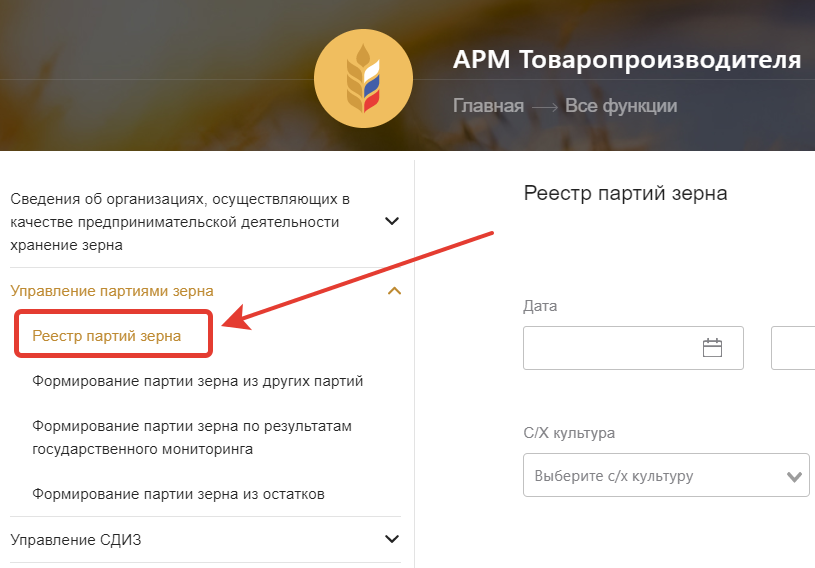 АРМ Товаропроизводителя
Главная → Все функции
Сведения об организациях, осуществляющих в
качестве предпринимательской деятельности
хранение зерна
Управление партиями зерна
Реестр партий зерна
Формирование партии зерна из других партий
Формирование партии зерна по результатам
государственного мониторинга
Формирование партии зерна из остатков
Управление СДИЗ
Реестр партий зерна
Дата
С/Х культура
Выберите с/х культуру